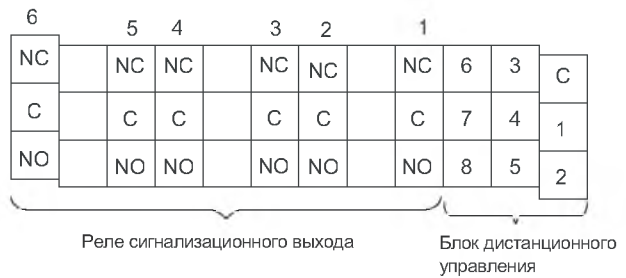 6 5 4 3 2 1
NC NC NC NC NC NC 6 3 C
C C C C C C 7 4 1
NO NO NO NO NO NO 8 5 2
Реле сигнализационного выхода
Блок дистанционного
управления